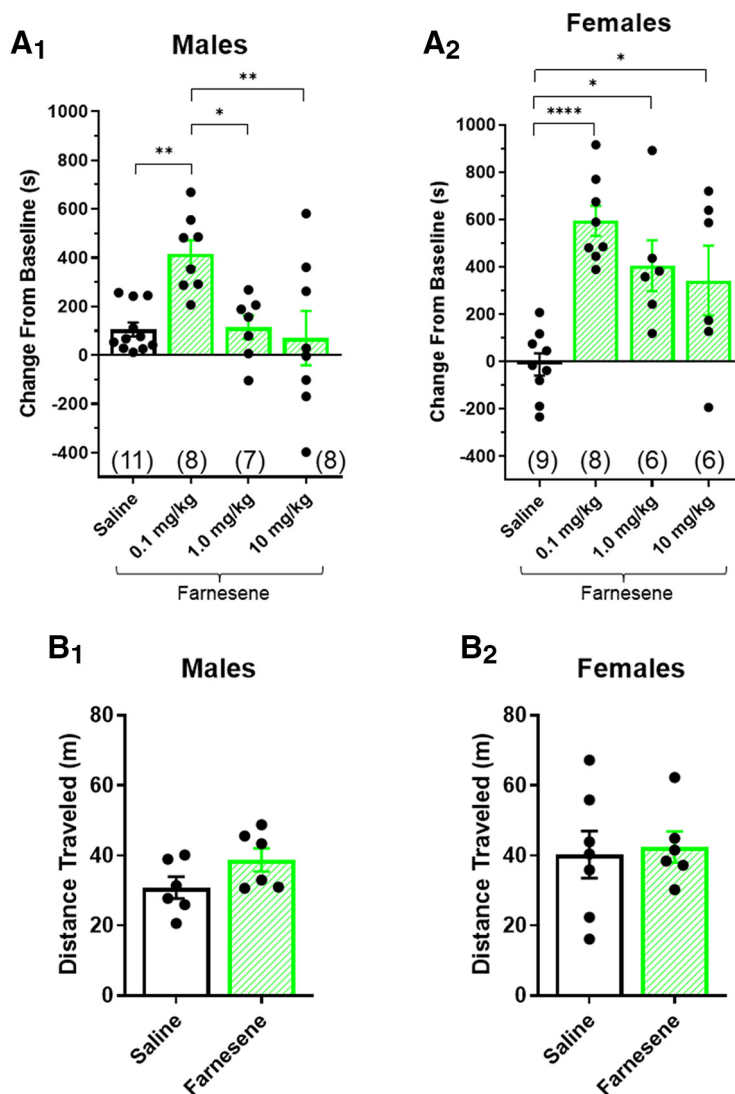 A1
Males
**
*
**
Change From Baseline (s)
1000
800
600
400
200
0
-200
-400
(11)
(8)
(7)
(8)
Saline
0.1 mg/kg
1.0 mg/kg
10 mg/kg
Farnesene
A2
Females
*
*
****
Change From Baseline (s)
1000
800
600
400
200
0
-200
-400
(9)
(8)
(6)
(6)
Saline
0.1 mg/kg
1.0 mg/kg
10 mg/kg
Farnesene
B1
Males
Distance Traveled (m)
80
60
40
20
0
Saline
Farnesene
B2
Females
Distance Traveled (m)
80
60
40
20
0
Saline
Farnesene